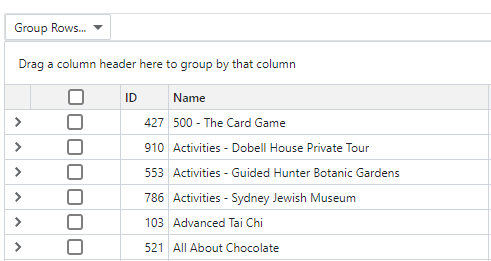 Group Rows...
Drag a column header here to group by that column
ID Name
427 500 - The Card Game
910 Activities - Dobell House Private Tour
553 Activities - Guided Hunter Botanic Gardens
786 Activities - Sydney Jewish Museum
103 Advanced Tai Chi
521 All About Chocolate